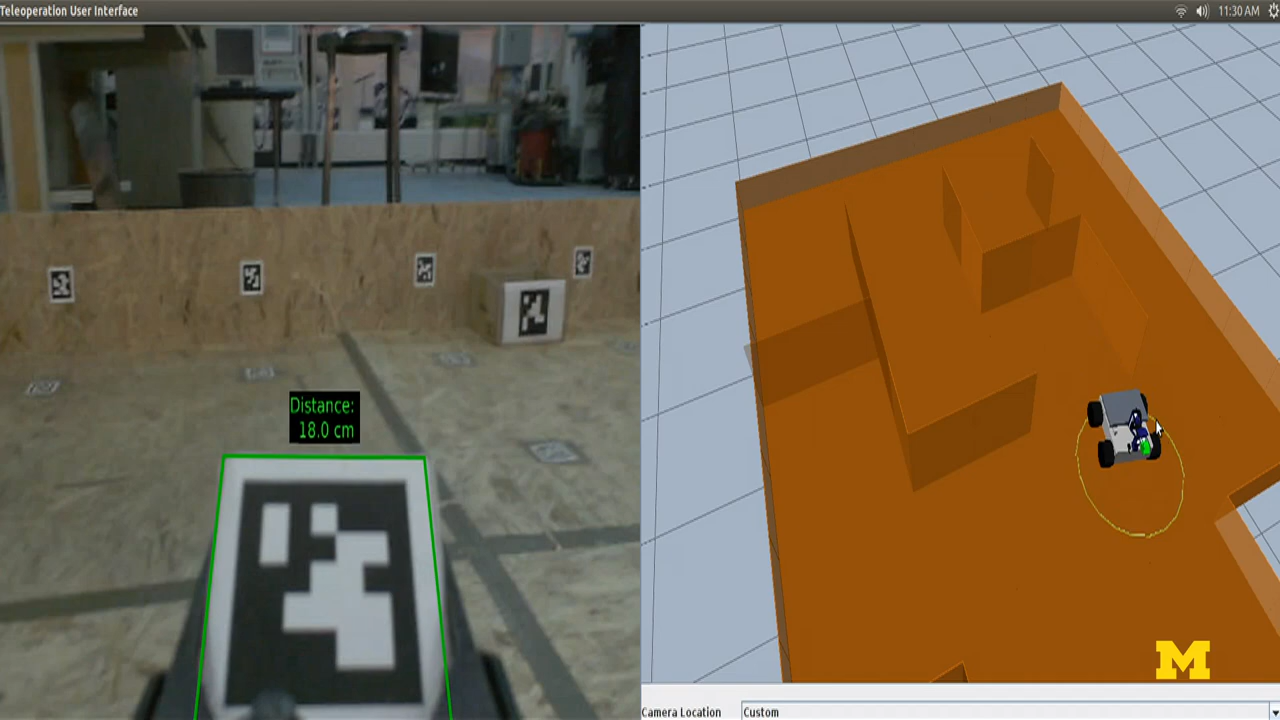 Teleoperation User Interface
11:30 AM
Distance:
18.0 cm
M
Camera Location
Custom